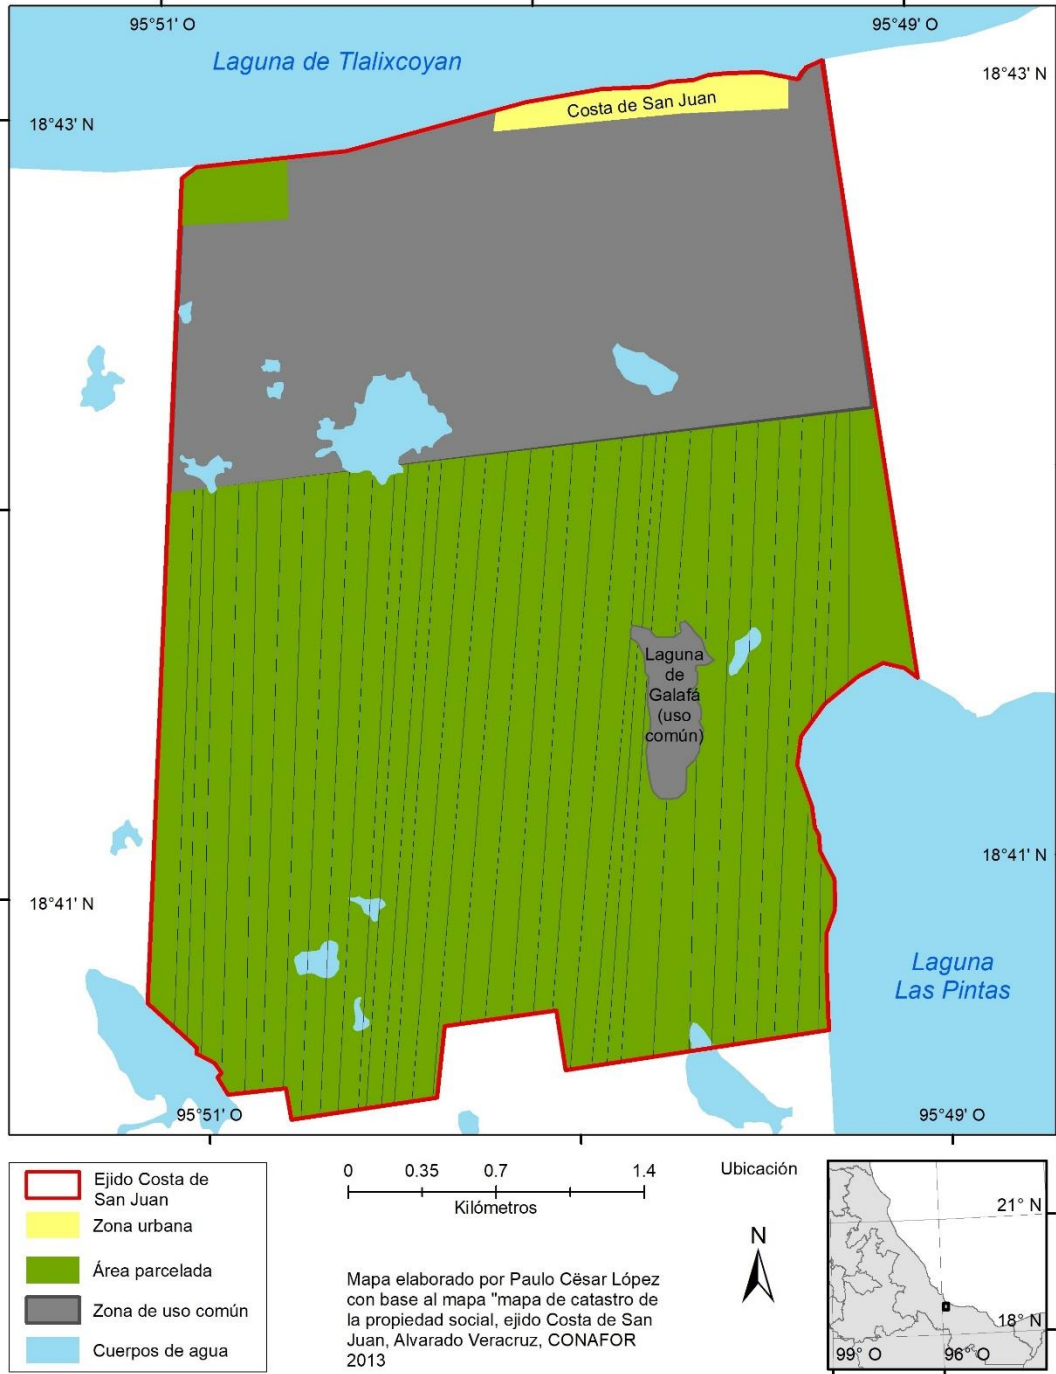 95°51' O
95°49' O
Laguna de Tlalixcoyan
18°43' N
Costa de San Juan
18°43' N
Laguna
de
Galafá
(uso
común)
18°41' N
18°41' N
Laguna
Las Pintas
95°51' O
95°49' O
Ejido Costa de
San Juan
Zona urbana
Área parcelada
Zona de uso común
Cuerpos de agua
0 0.35 0.7 1.4
Kilómetros
Mapa elaborado por Paulo Cësar López
con base al mapa "mapa de catastro de
la propiedad social, ejido Costa de San
Juan, Alvarado Veracruz, CONAFOR
2013
Ubicación
N
21° N
18° N
99° O
96° O